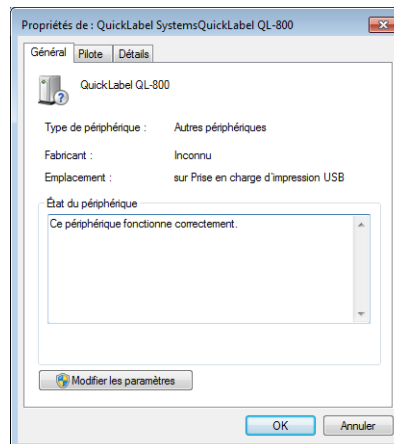 Propriétés de : QuickLabel SystemsQuickLabel QL-800
Général Pilote Détails
QuickLabel QL-800
Type de périphérique : Autres périphériques
Fabricant : Inconnu
Emplacement : sur Prise en charge d'impression USB
État du périphérique
Ce périphérique fonctionne correctement.
Modifier les paramètres
OK Annuler